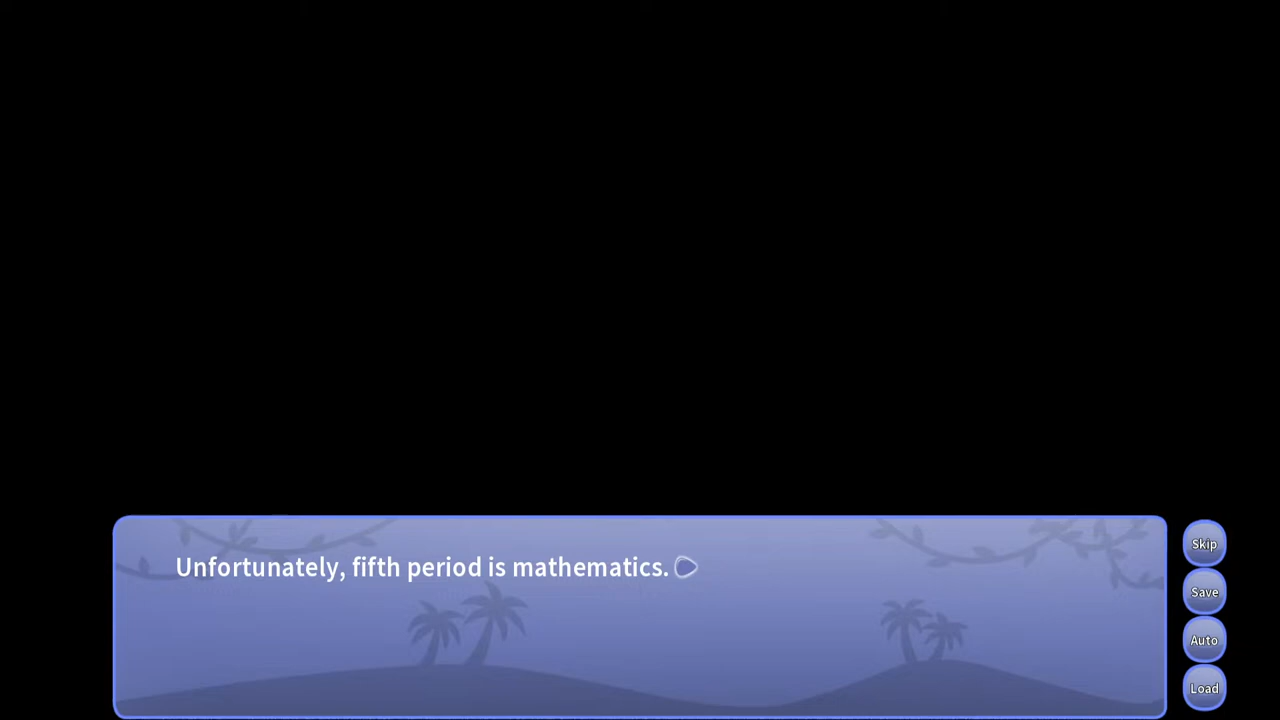 Unfortunately, fifth period is mathematics.
Skip
Save
Auto
Load